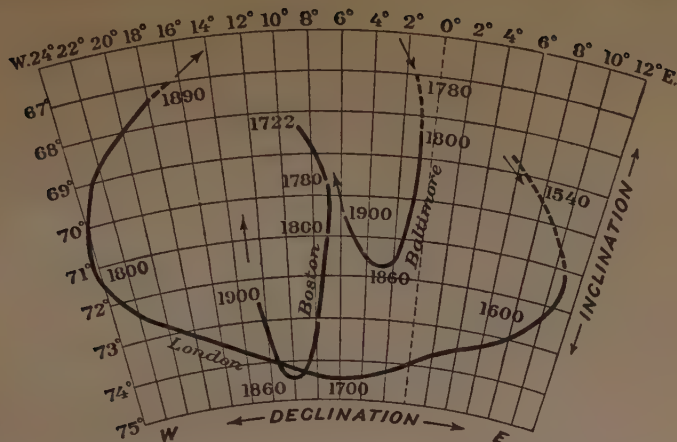 W. 24° 22° 20° 18° 16° 14° 12° 10° 8° 6° 4° 2° 0° 2° 4° 6° 8° 10° 12° E.
67°
68°
69°
70°
71°
72°
73°
74°
75°
1890
1722
1780
1800
1780
1800
1540
1900
1860
Baltimore
Boston
1800
1900
London
1860
1700
1600
INCLINATION
W
DECLINATION
E